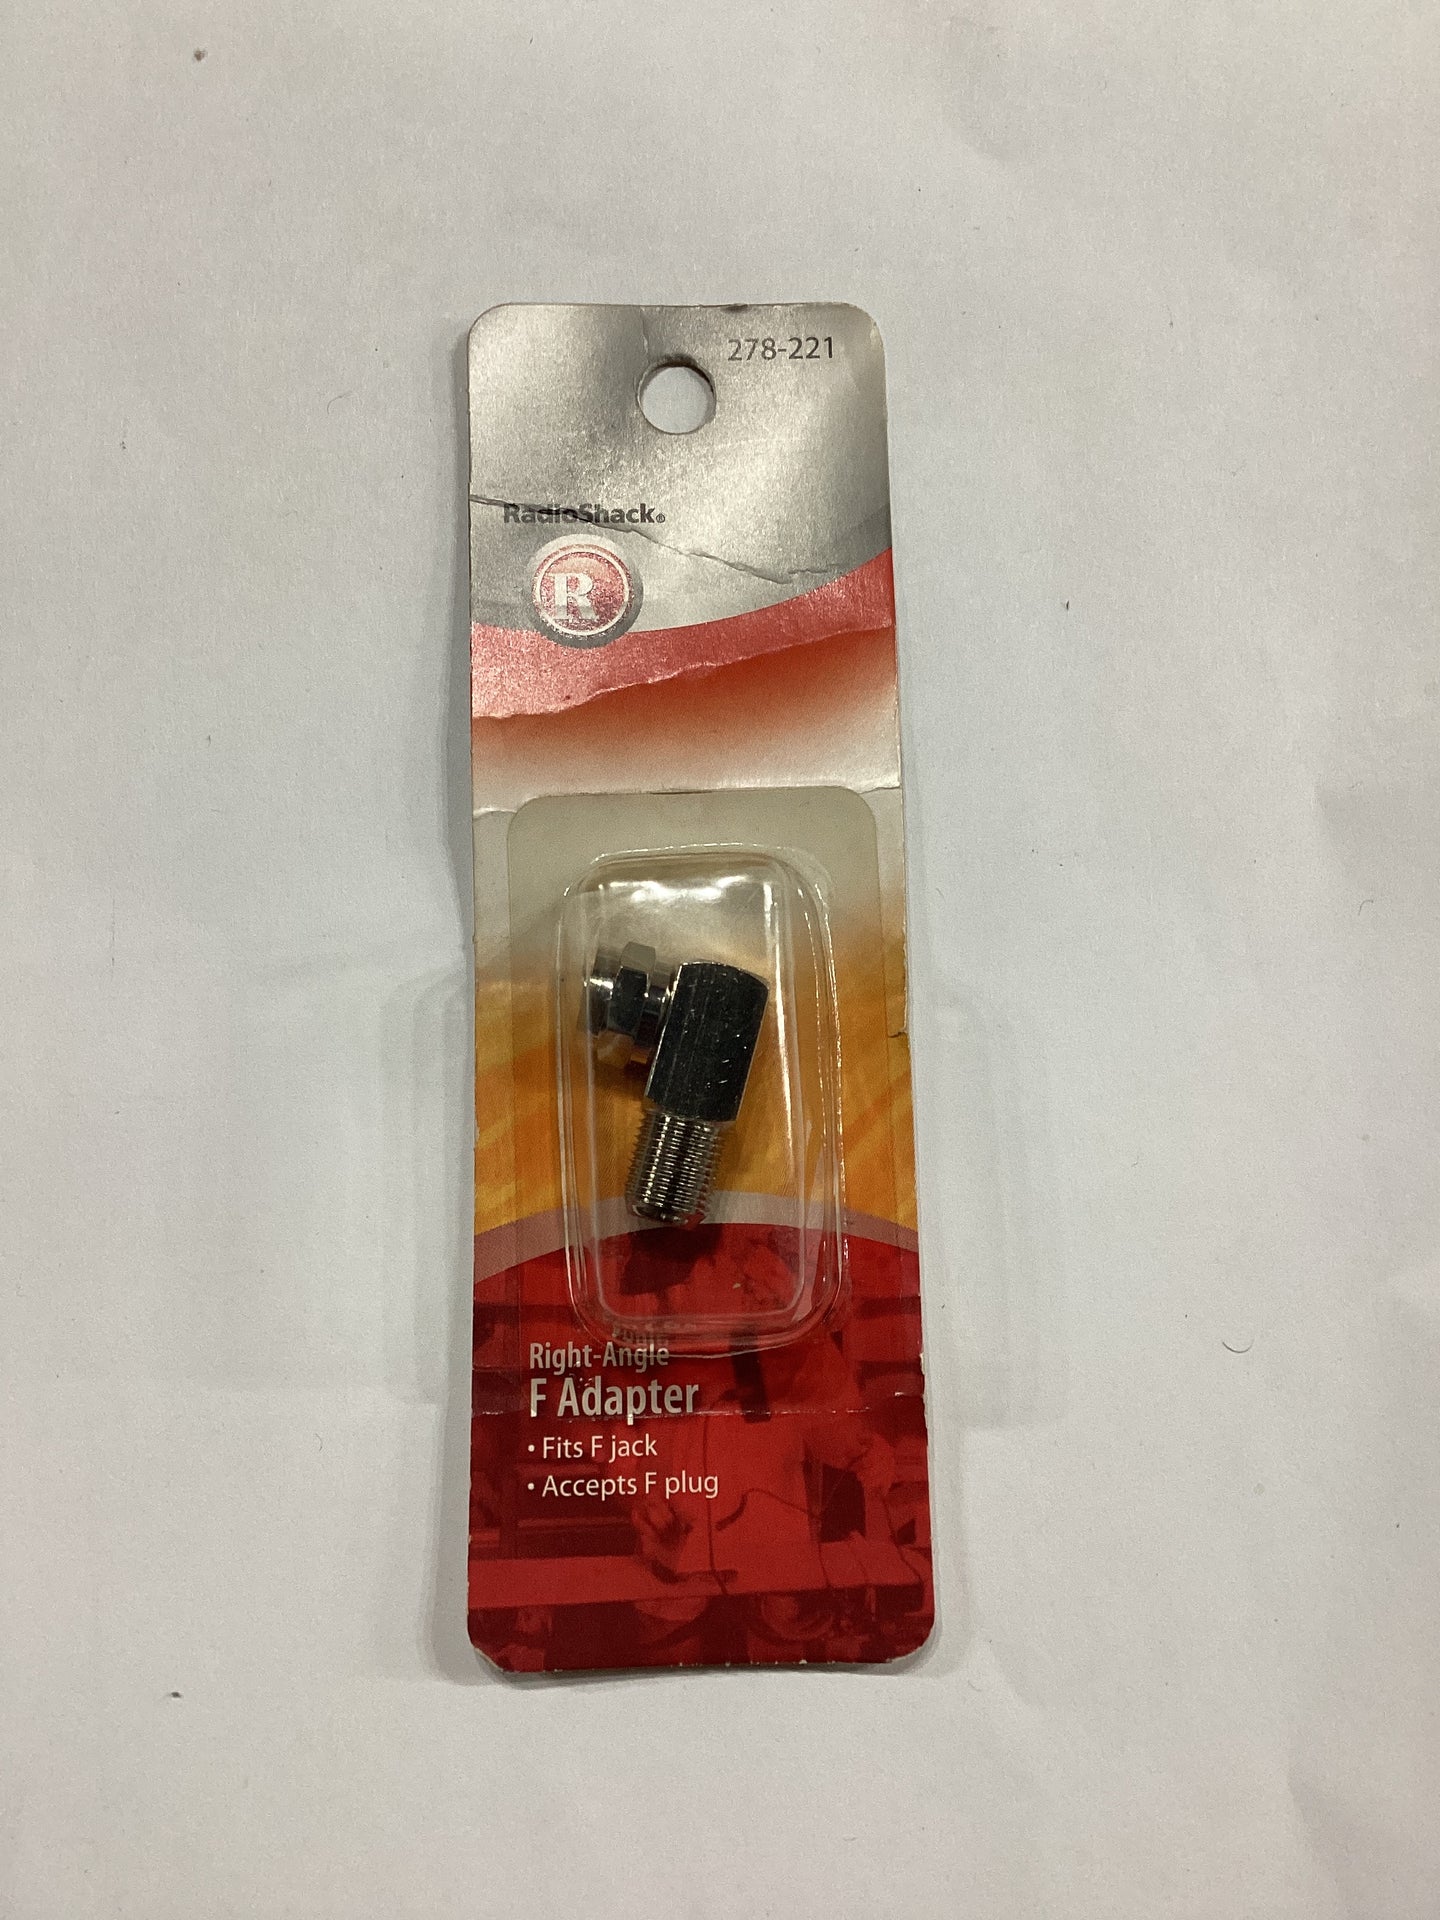 278-221
RadioShack®
R
Right-Angle
F Adapter
• Fits F jack
• Accepts F plug